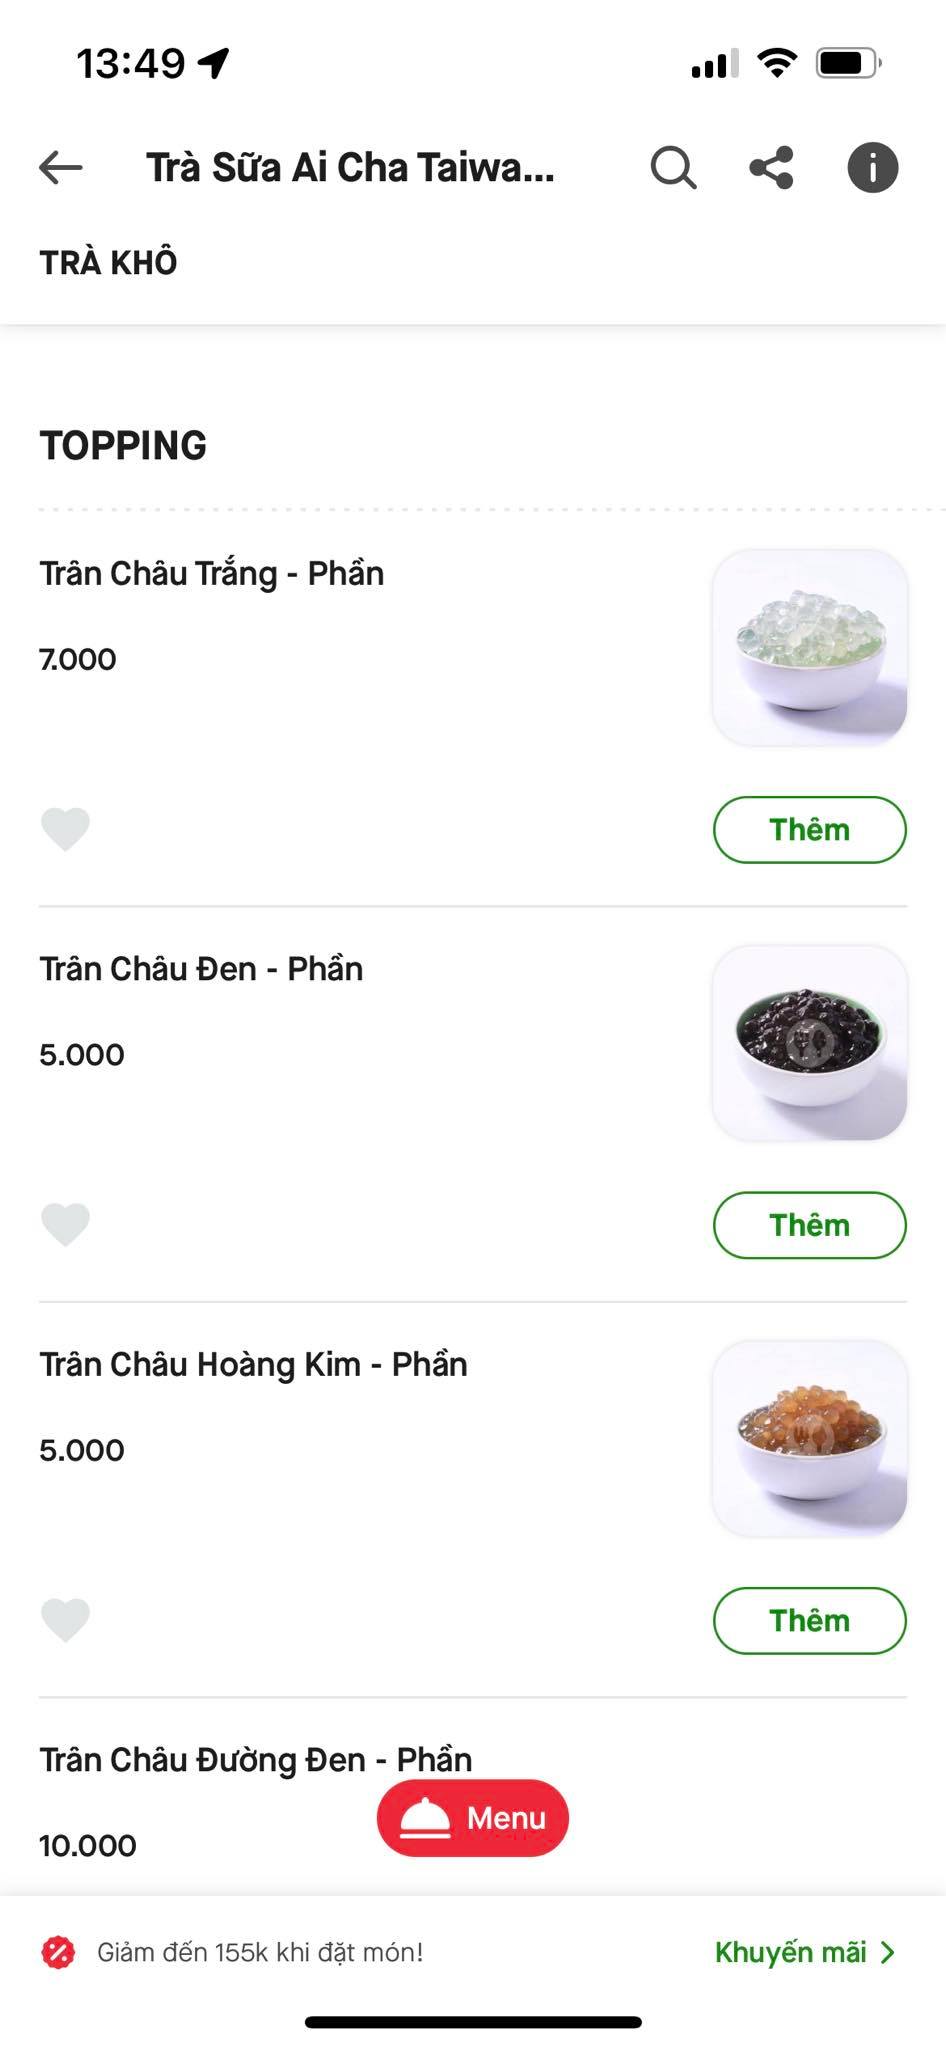 13:49
Trà Sữa Ai Cha Taiwa...
TRÀ KHÔ
TOPPING
Trân Châu Trắng - Phần
7.000
Thêm
Trân Châu Đen - Phần
5.000
Thêm
Trân Châu Hoàng Kim - Phần
5.000
Thêm
Trân Châu Đường Đen - Phần
Menu
10.000
Giảm đến 155k khi đặt món!
Khuyến mãi